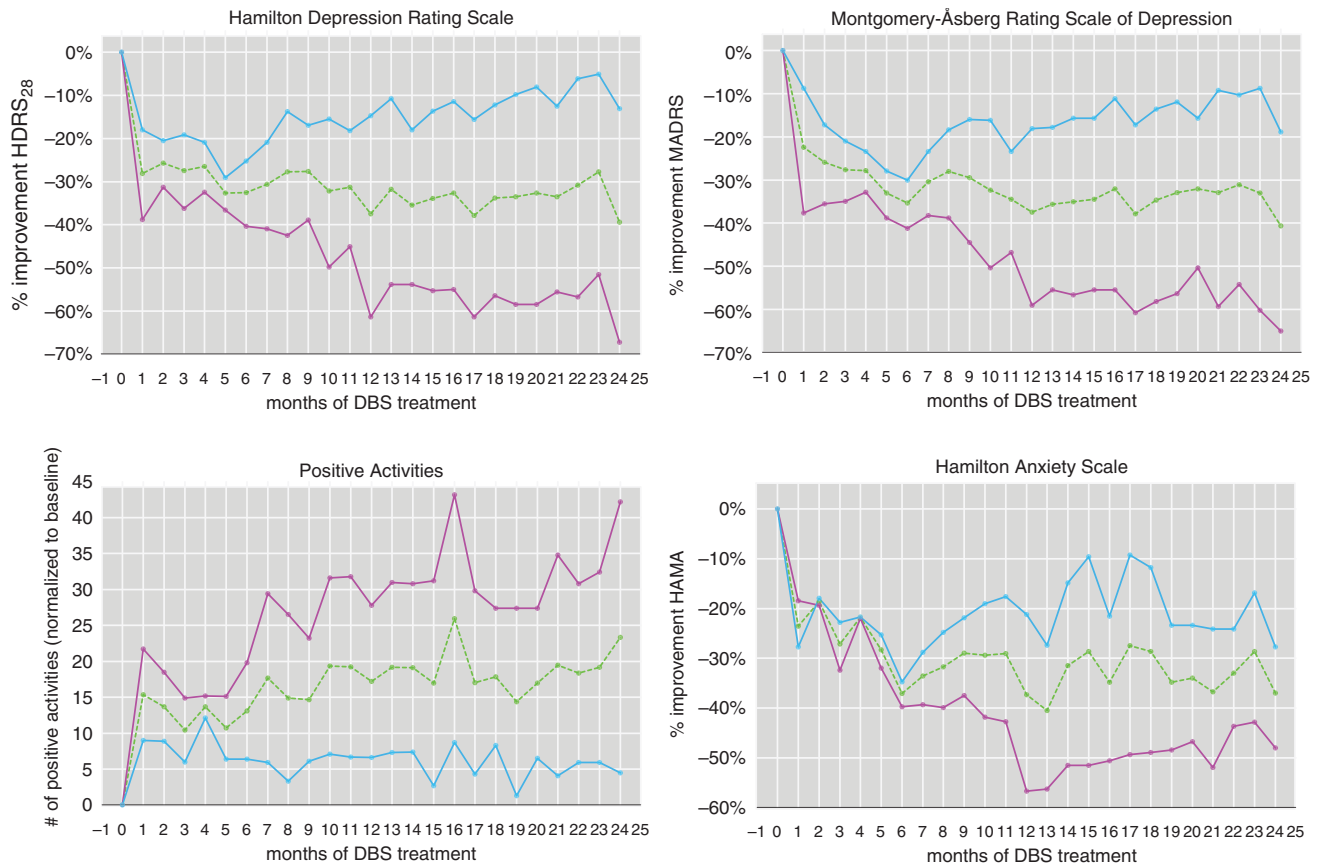 Hamilton Depression Rating Scale
% improvement HDRS28
0%
–10%
–20%
–30%
–40%
–50%
–60%
–70%
–1 0 1 2 3 4 5 6 7 8 9 10 11 12 13 14 15 16 17 18 19 20 21 22 23 24 25
months of DBS treatment
Montgomery-Åsberg Rating Scale of Depression
% improvement MADRS
0%
–10%
–20%
–30%
–40%
–50%
–60%
–70%
–1 0 1 2 3 4 5 6 7 8 9 10 11 12 13 14 15 16 17 18 19 20 21 22 23 24 25
months of DBS treatment
Positive Activities
# of positive activities (normalized to baseline)
45
40
35
30
25
20
15
10
5
0
–1 0 1 2 3 4 5 6 7 8 9 10 11 12 13 14 15 16 17 18 19 20 21 22 23 24 25
months of DBS treatment
Hamilton Anxiety Scale
% improvement HAMA
0%
–10%
–20%
–30%
–40%
–50%
–60%
–1 0 1 2 3 4 5 6 7 8 9 10 11 12 13 14 15 16 17 18 19 20 21 22 23 24 25
months of DBS treatment